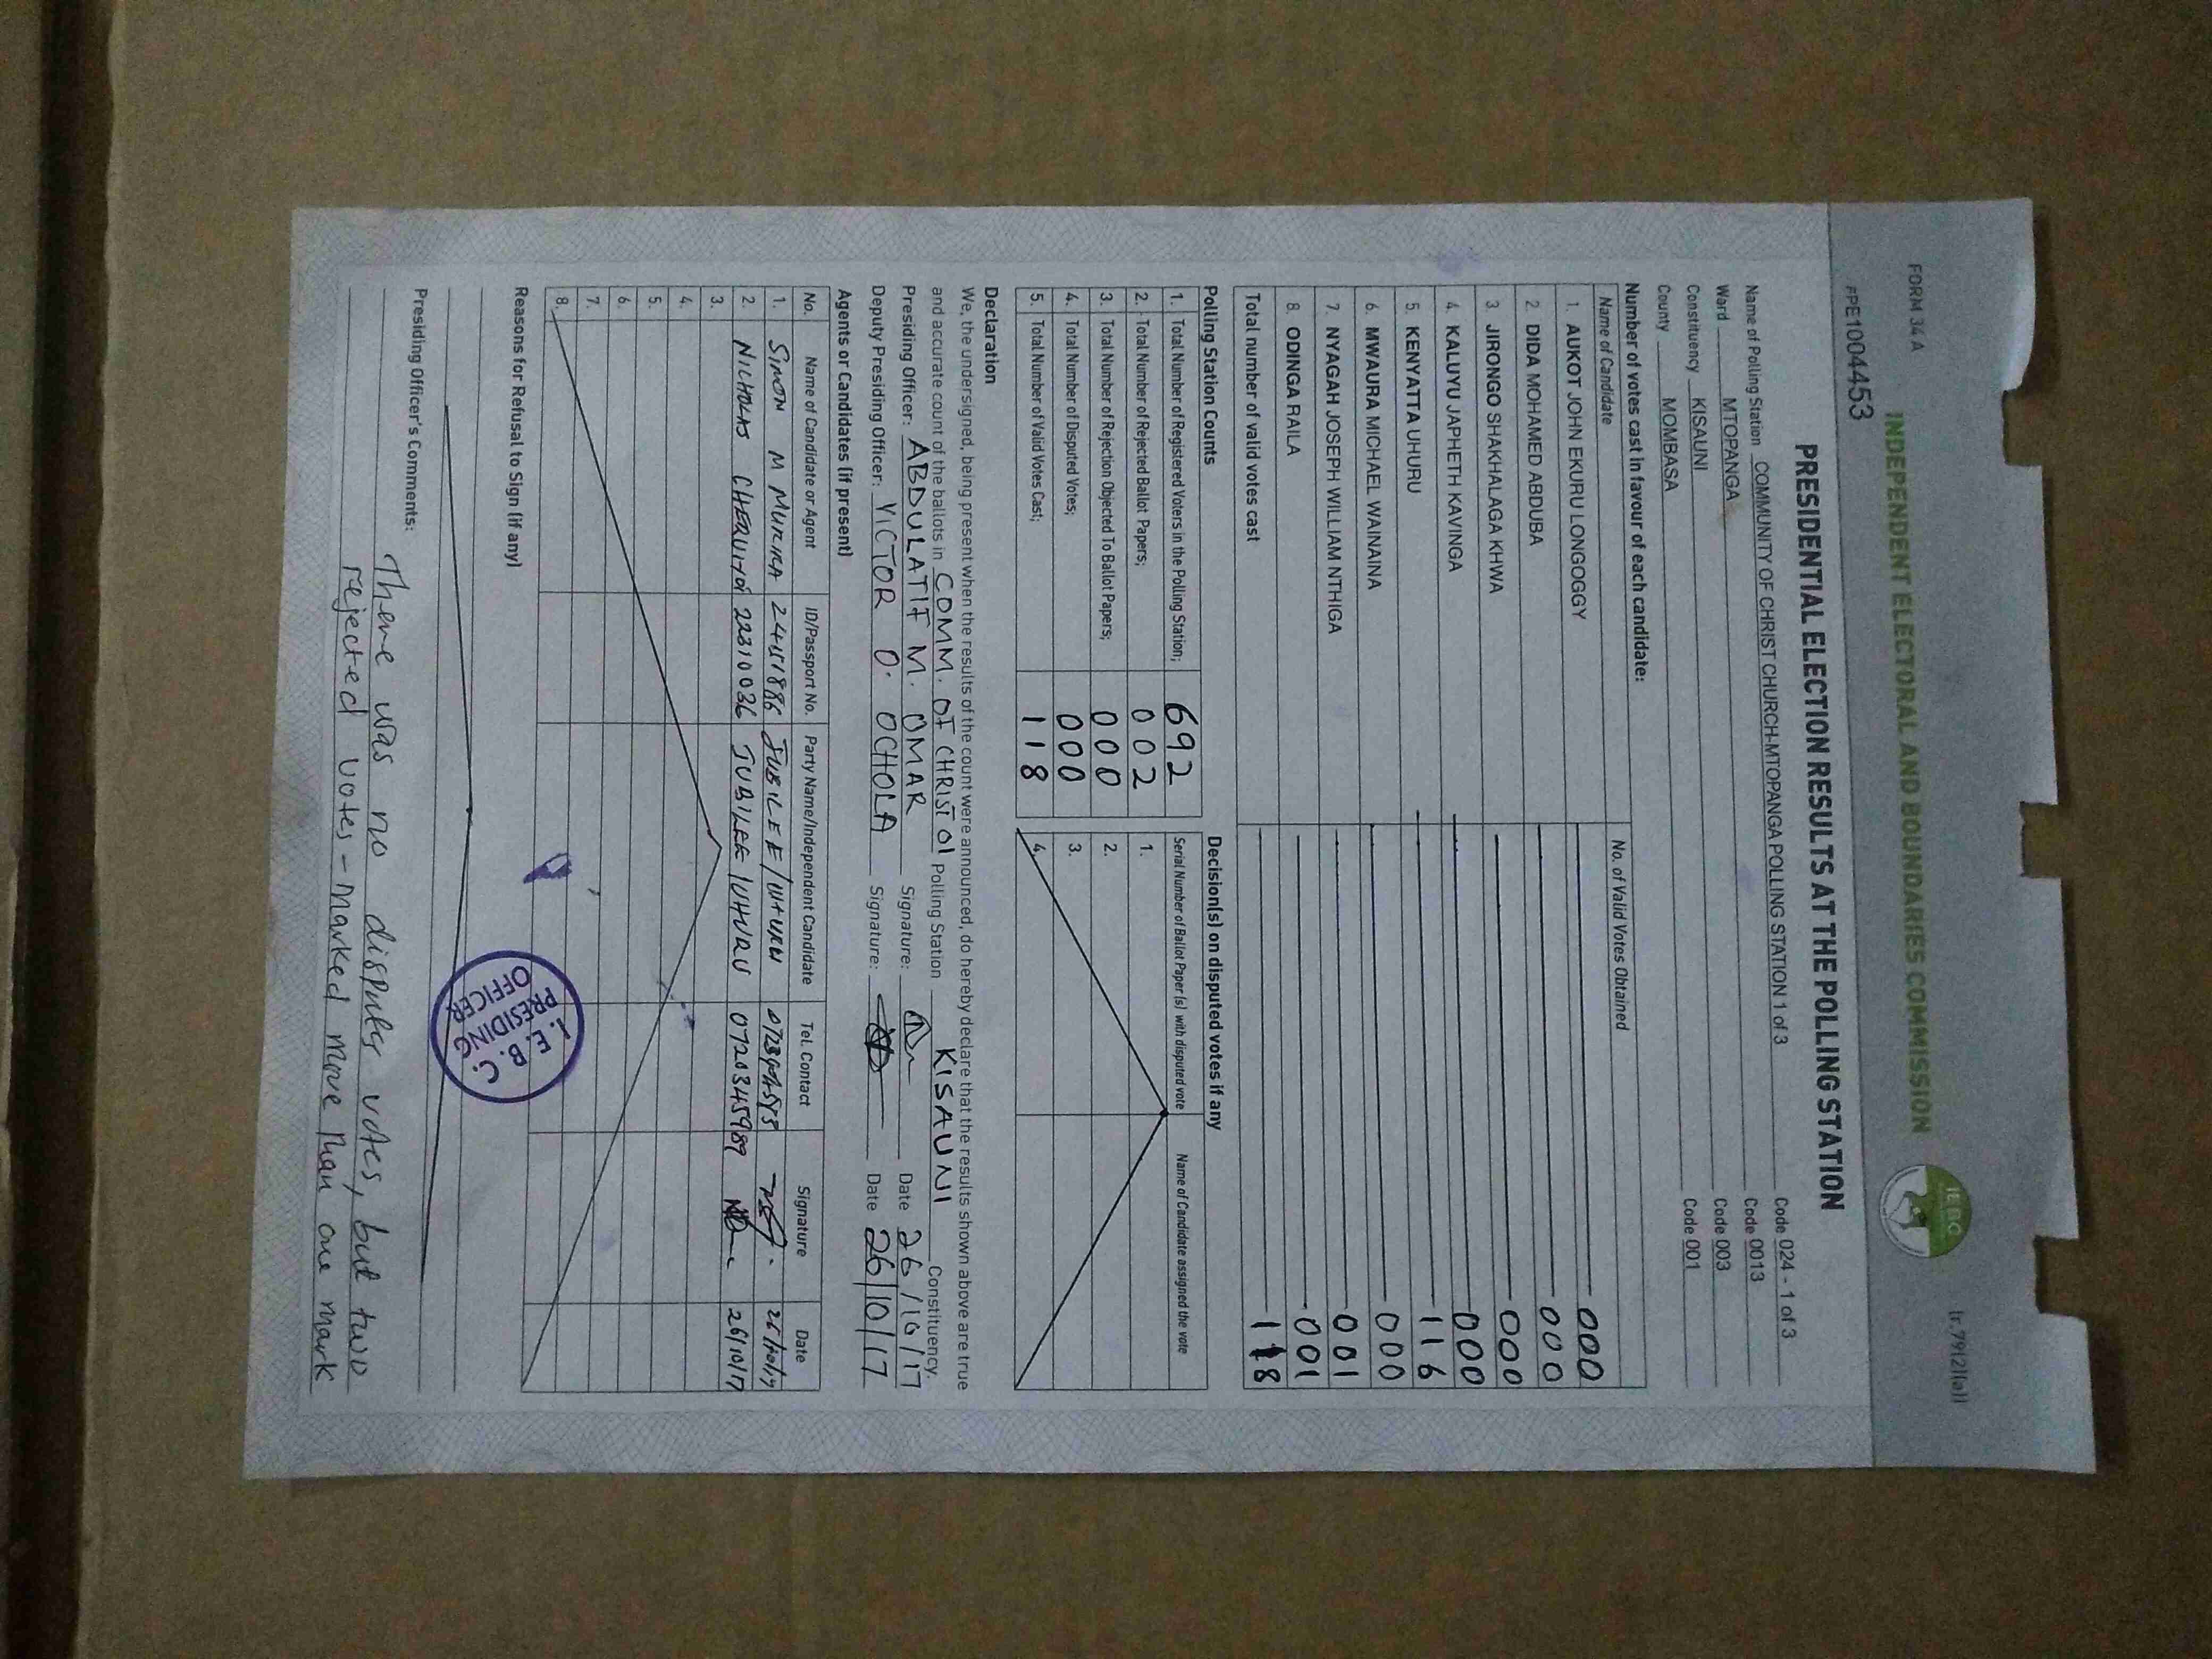 FORM 34 A
(r.79(2)(a))
INDEPENDENT ELECTORAL AND BOUNDARIES COMMISSION
IEBC
FPE1004453
PRESIDENTIAL ELECTION RESULTS AT THE POLLING STATION
Name of Polling Station COMMUNITY OF CHRIST CHURCH-MTOPANGA POLLING STATION 1 of 3 Code 024 - 1 of 3
Ward MTOPANGA Code 0013
Constituency KISAUNI Code 003
County MOMBASA Code 001
Number of votes cast in favour of each candidate:
Name of Candidate No. of Valid Votes Obtained
1. AUKOT JOHN EKURU LONGOGGY 000
2. DIDA MOHAMED ABDUBA 000
3. JIRONGO SHAKHALAGA KHWA 000
4. KALUYU JAPHETH KAVINGA 000
5. KENYATTA UHURU 116
6. MWAURA MICHAEL WAINAINA 000
7. NYAGAH JOSEPH WILLIAM NTHIGA 001
8. ODINGA RAILA 001
Total number of valid votes cast 118
Polling Station Counts Decision(s) on disputed votes if any
1. Total Number of Registered Voters in the Polling Station; 692 Serial Number of Ballot Paper (s) with disputed vote Name of Candidate assigned the vote
2. Total Number of Rejected Ballot Papers; 002 1.
3. Total Number of Rejection Objected To Ballot Papers; 000 2.
4. Total Number of Disputed Votes; 000 3.
5. Total Number of Valid Votes Cast; 118 4.
Declaration
We, the undersigned, being present when the results of the count were announced, do hereby declare that the results shown above are true
and accurate count of the ballots in COMM. OF CHRIST 01 Polling Station KISAUNI Constituency.
Presiding Officer: ABDULATIF M. OMAR Signature: Date 26/10/17
Deputy Presiding Officer: VICTOR O. OCHOLA Signature: Date 26/10/17
Agents or Candidates (if present)
No. Name of Candidate or Agent ID/Passport No. Party Name/Independent Candidate Tel. Contact Signature Date
1. SIMON M JUBILEE/UHURU 26/10/17
2. NICHOLAS 22310036 JUBILEE/UHURU 0720345989 26/10/17
3.
4.
5.
6.
7.
8.
Reasons for Refusal to Sign (if any)
I.E.B.C.
PRESIDING
OFFICER
Presiding Officer's Comments:
There was no disputes votes, but two
rejected votes - marked more than one mark